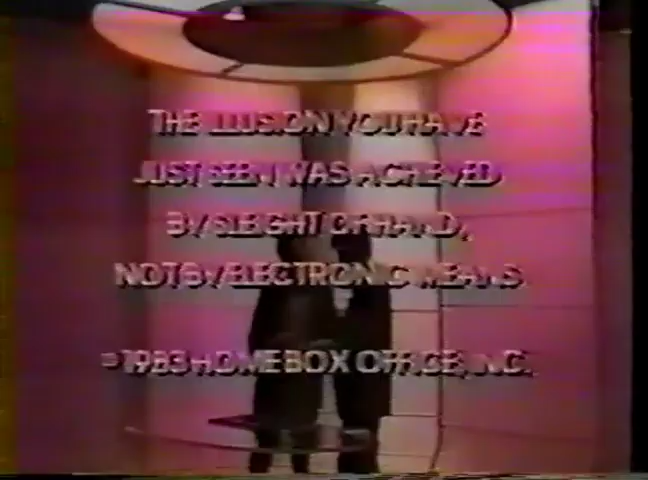 THE ILLUSION YOU HAVE
JUST SEEN WAS ACHIEVED
BY SLEIGHT OF HAND,
NOT BY ELECTRONIC MEANS
©1983 HOME BOX OFFICE, INC.